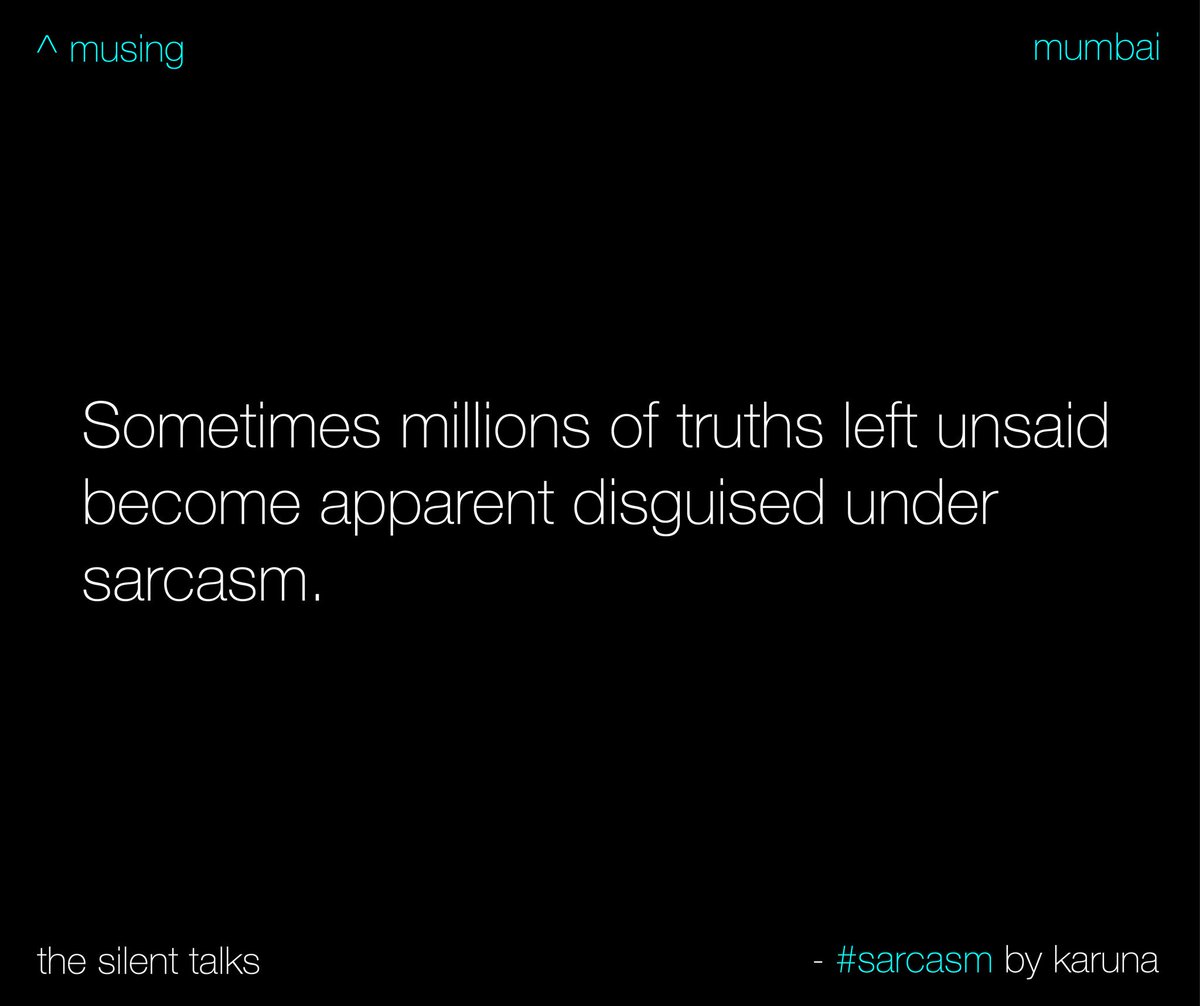 ^ musing
mumbai
Sometimes millions of truths left unsaid
become apparent disguised under
sarcasm.
the silent talks
- #sarcasm by karuna